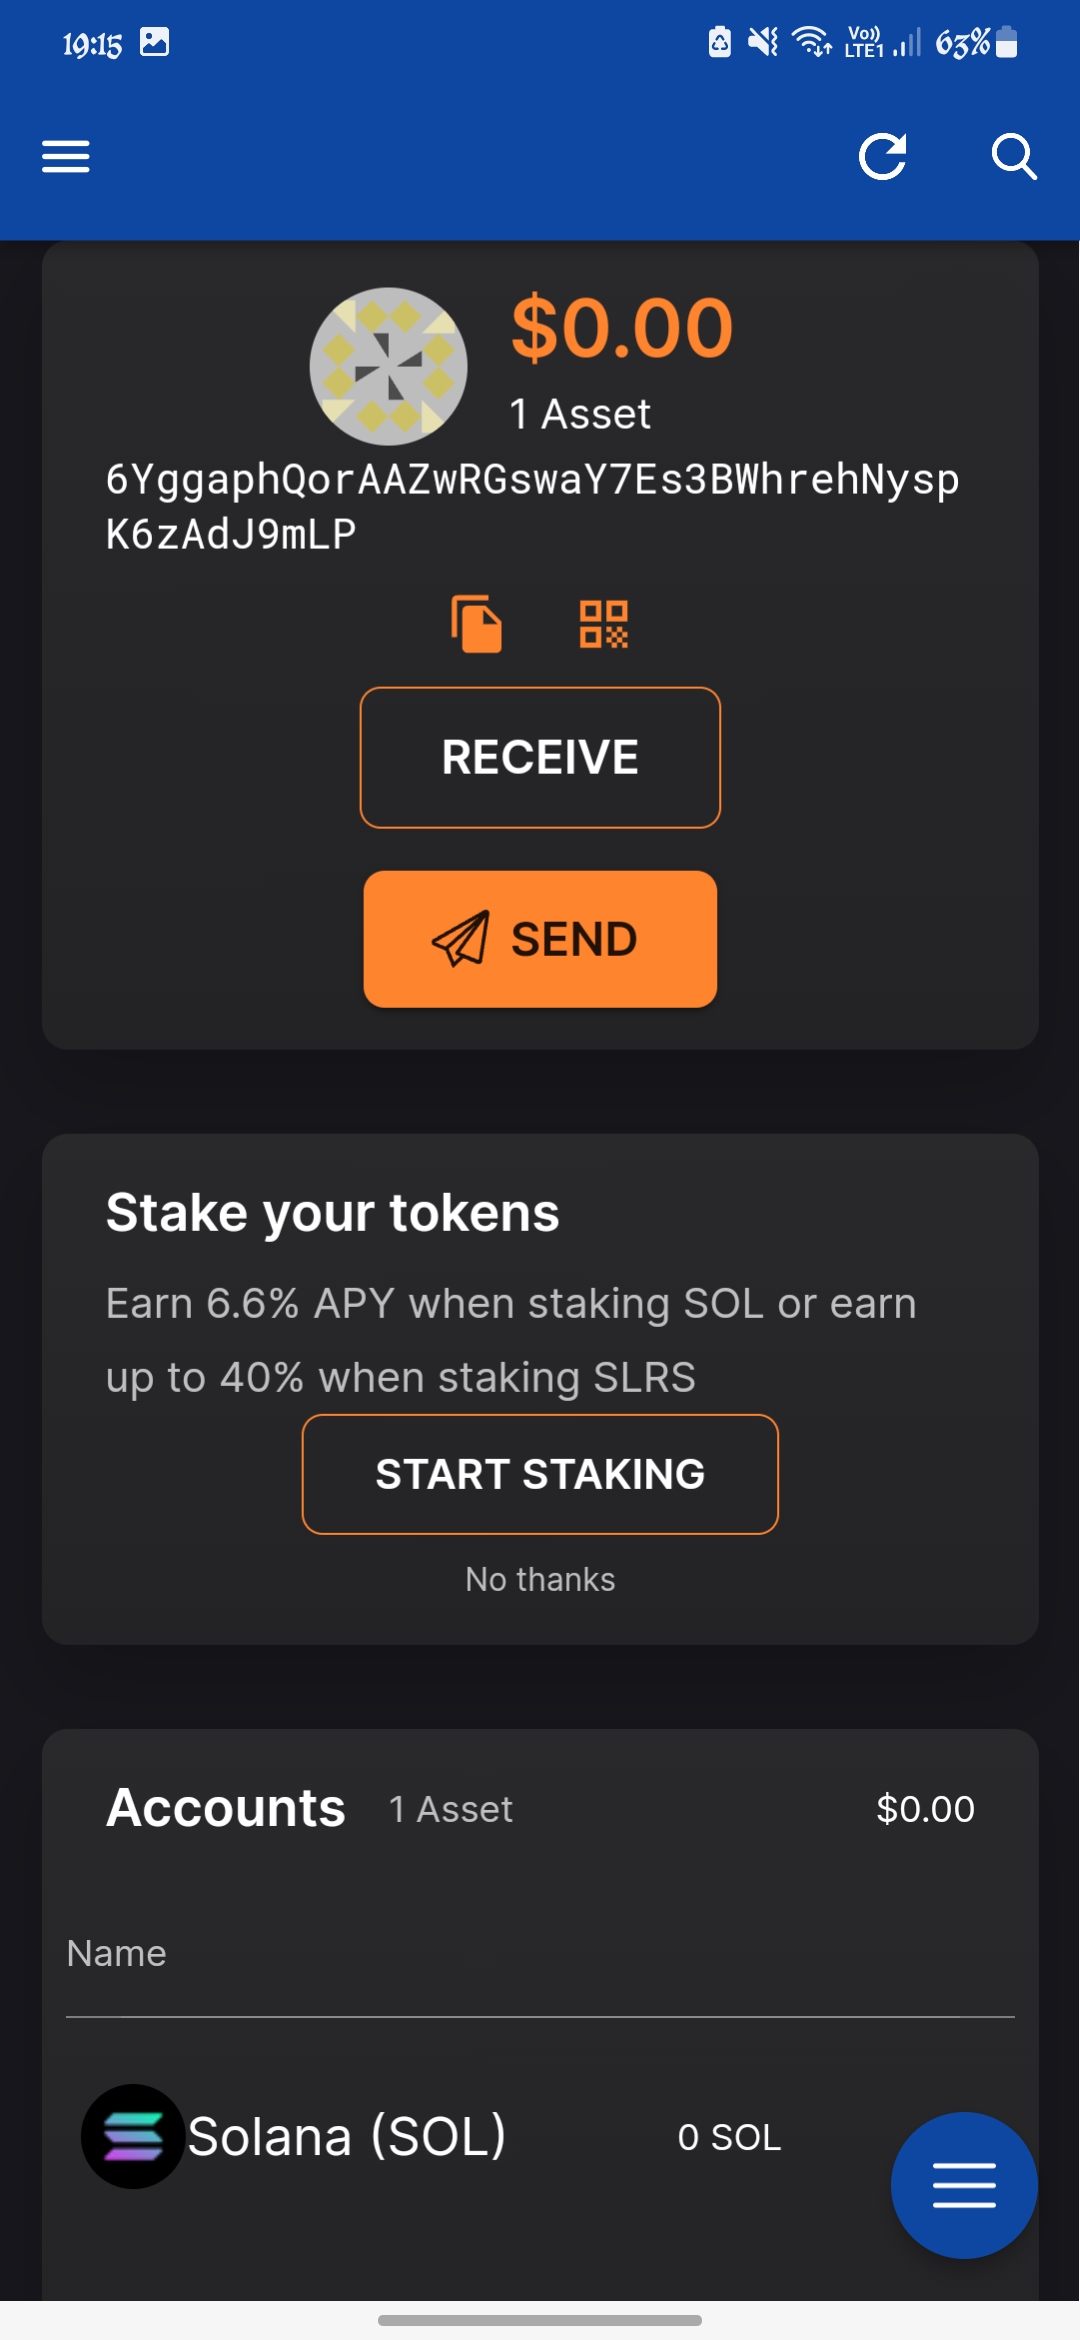 19:15
Vo))
LTE1
63%
$0.00
1 Asset
6YggaphQorAAZwRGswaY7Es3BWhrehNysp
K6zAdJ9mLP
RECEIVE
SEND
Stake your tokens
Earn 6.6% APY when staking SOL or earn
up to 40% when staking SLRS
START STAKING
No thanks
Accounts 1 Asset $0.00
Name
Solana (SOL) 0 SOL